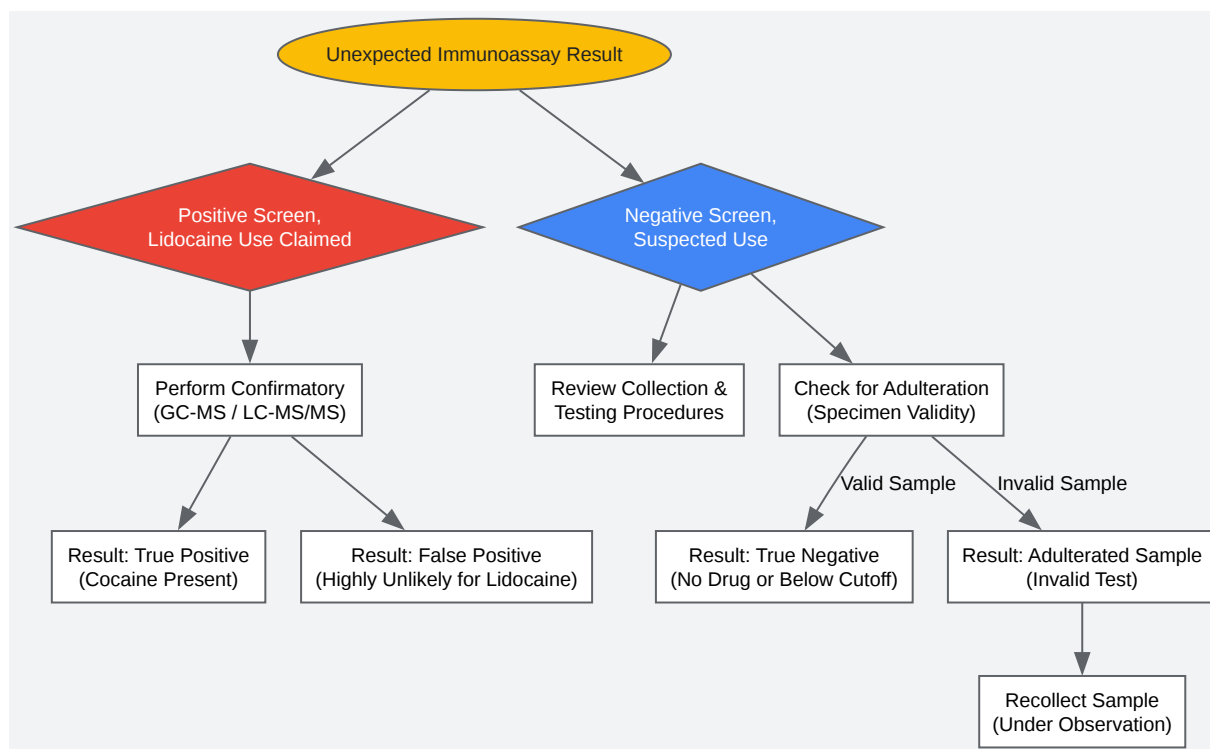 Unexpected Immunoassay Result
Positive Screen,
Lidocaine Use Claimed
Negative Screen,
Suspected Use
Perform Confirmatory
(GC-MS / LC-MS/MS)
Review Collection &
Testing Procedures
Check for Adulteration
(Specimen Validity)
Valid Sample
Invalid Sample
Result: True Positive
(Cocaine Present)
Result: False Positive
(Highly Unlikely for Lidocaine)
Result: True Negative
(No Drug or Below Cutoff)
Result: Adulterated Sample
(Invalid Test)
Recollect Sample
(Under Observation)